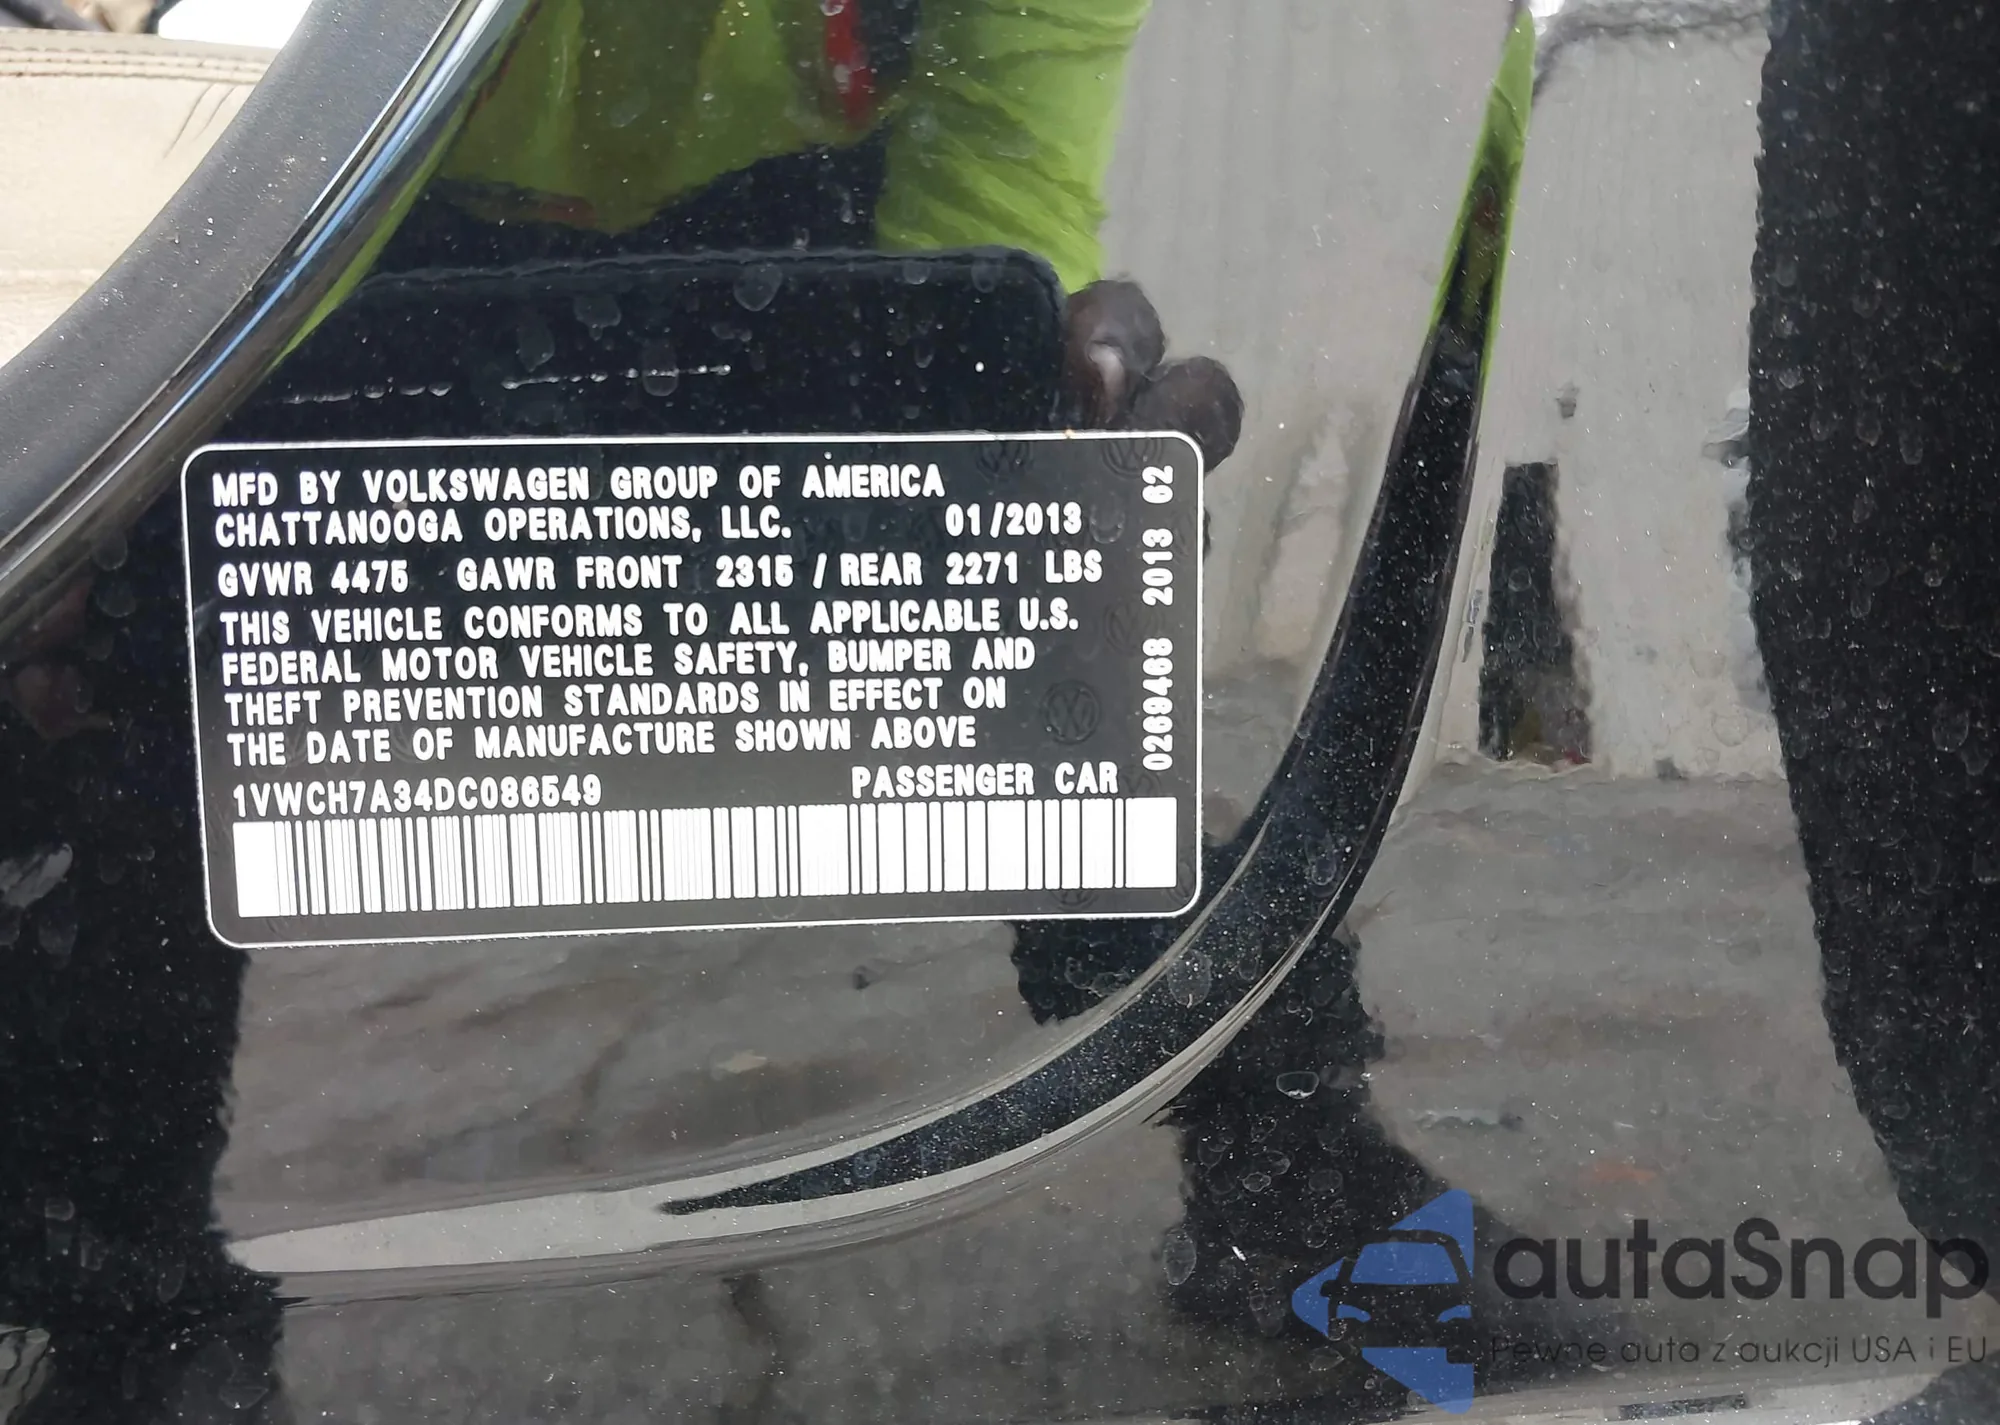 MFD BY VOLKSWAGEN GROUP OF AMERICA
CHATTANOOGA OPERATIONS, LLC. 01/2013
GVWR 4475 GAWR FRONT 2315 / REAR 2271 LBS
THIS VEHICLE CONFORMS TO ALL APPLICABLE U.S.
FEDERAL MOTOR VEHICLE SAFETY, BUMPER AND
THEFT PREVENTION STANDARDS IN EFFECT ON
THE DATE OF MANUFACTURE SHOWN ABOVE
1VWCH7A34DC086549 PASSENGER CAR
0269468 2013 62
autaSnap
Pewne auta z aukcji USA i EU